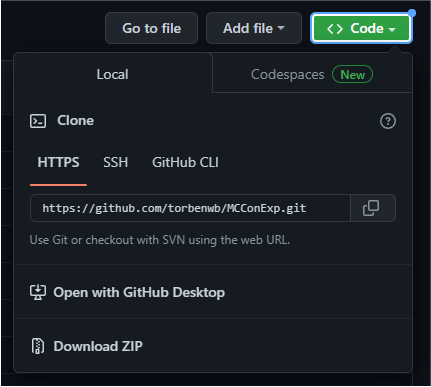 Go to file Add file <> Code
Local Codespaces New
Clone
HTTPS SSH GitHub CLI
https://github.com/torbenwb/MCConExp.git
Use Git or checkout with SVN using the web URL.
Open with GitHub Desktop
Download ZIP